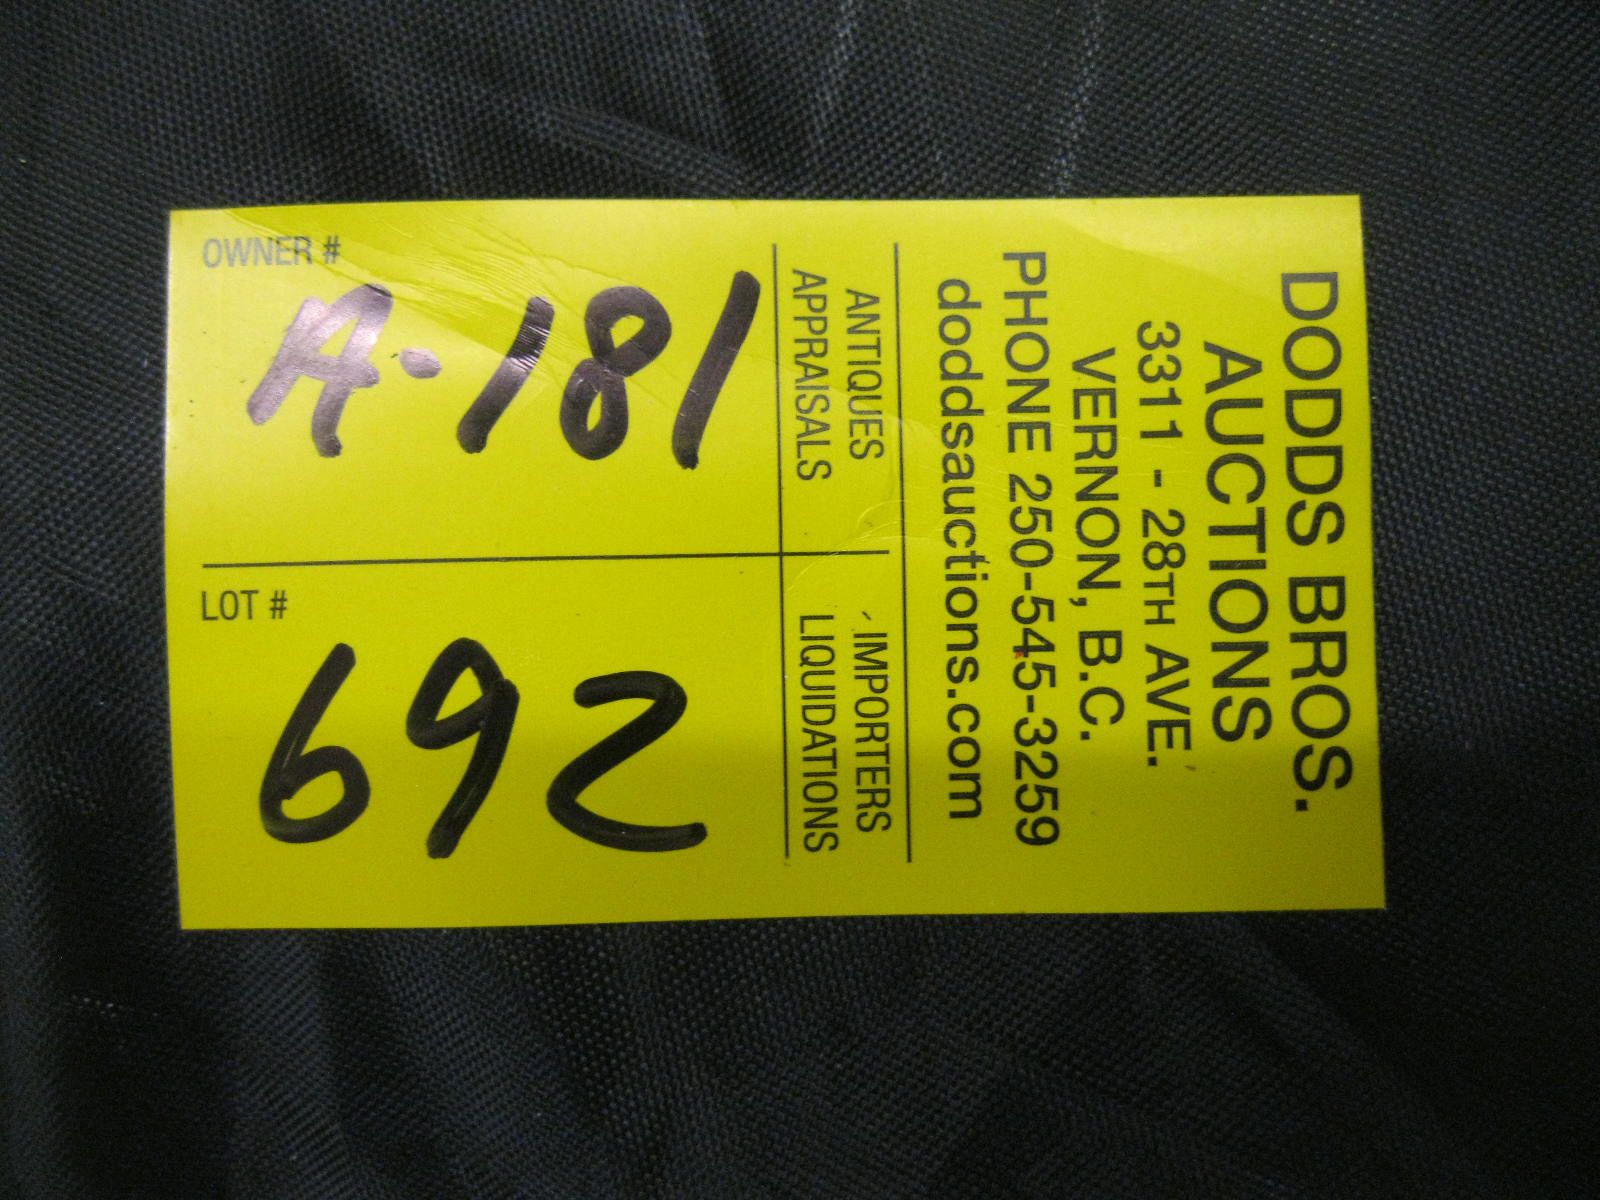 DODDS BROS.
AUCTIONS
3311 - 28TH AVE.
VERNON, B.C.
PHONE 250-545-3259
doddsauctions.com
ANTIQUES
APPRAISALS
IMPORTERS
LIQUIDATIONS
OWNER #
A-181
LOT #
692